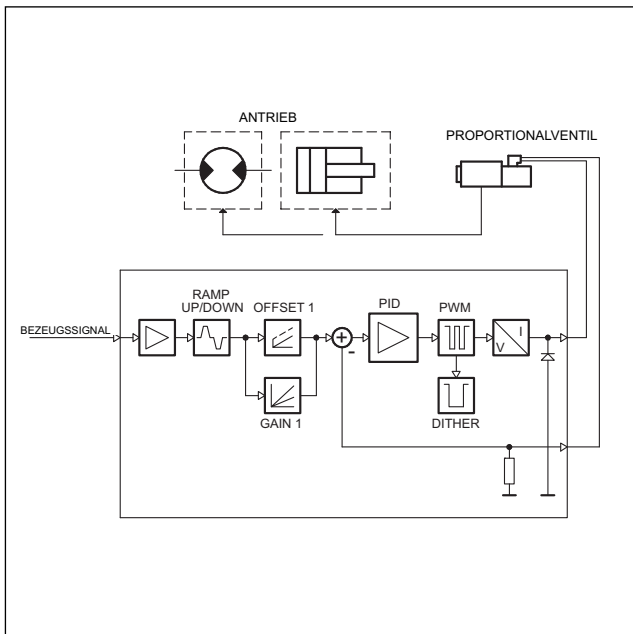 ANTRIEB
PROPORTIONALVENTIL
RAMP
UP/DOWN
OFFSET 1
PID
PWM
BEZEUGSSIGNAL
I
V
-
GAIN 1
DITHER